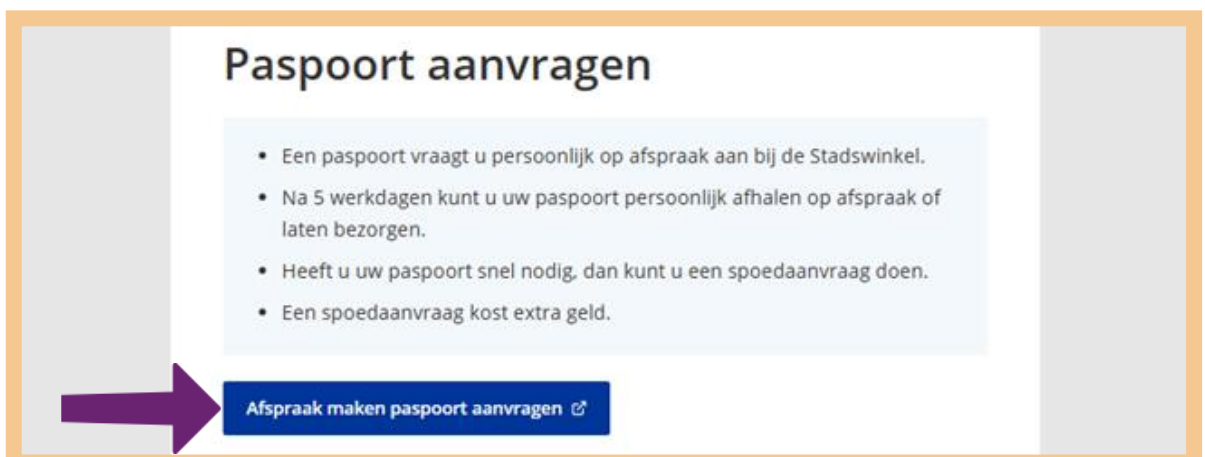 Paspoort aanvragen
• Een paspoort vraagt u persoonlijk op afspraak aan bij de Stadswinkel.
• Na 5 werkdagen kunt u uw paspoort persoonlijk afhalen op afspraak of
laten bezorgen.
• Heeft u uw paspoort snel nodig, dan kunt u een spoedaanvraag doen.
• Een spoedaanvraag kost extra geld.
Afspraak maken paspoort aanvragen